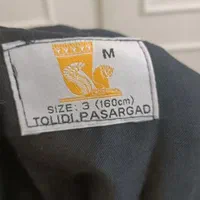 M
SIZE: 3 (160cm)
TOLIDI.PASARGAD